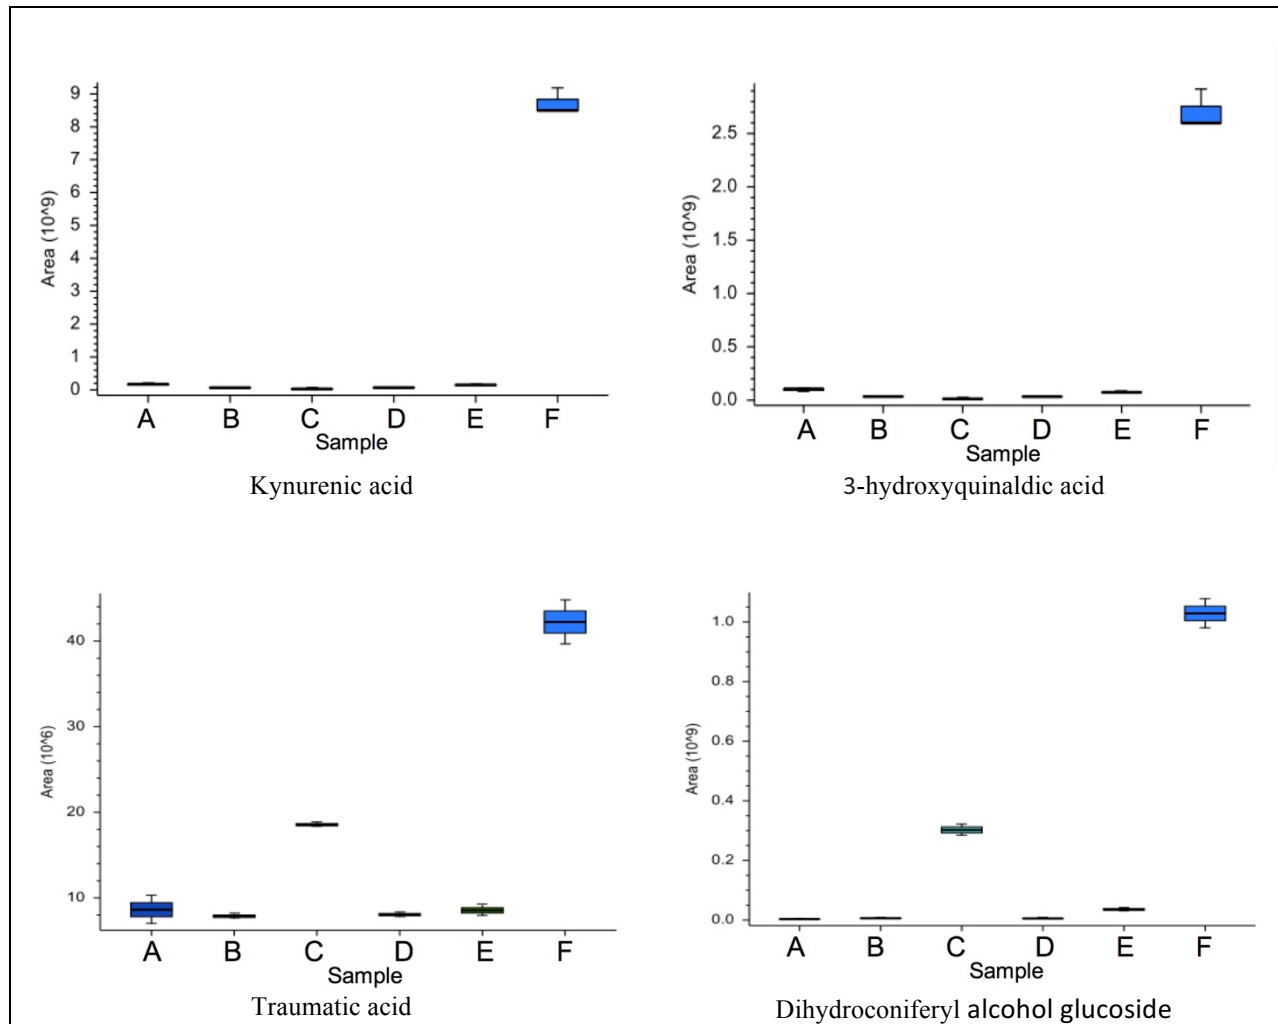 Area (10^9)
9
8
7
6
5
4
3
2
1
0
A B C D E F
Sample
Kynurenic acid
Area (10^9)
2.5
2.0
1.5
1.0
0.5
0.0
A B C D E F
Sample
3-hydroxyquinaldic acid
Area (10^6)
40
30
20
10
A B C D E F
Sample
Traumatic acid
Area (10^9)
1.0
0.8
0.6
0.4
0.2
0.0
A B C D E F
Sample
Dihydroconiferyl alcohol glucoside